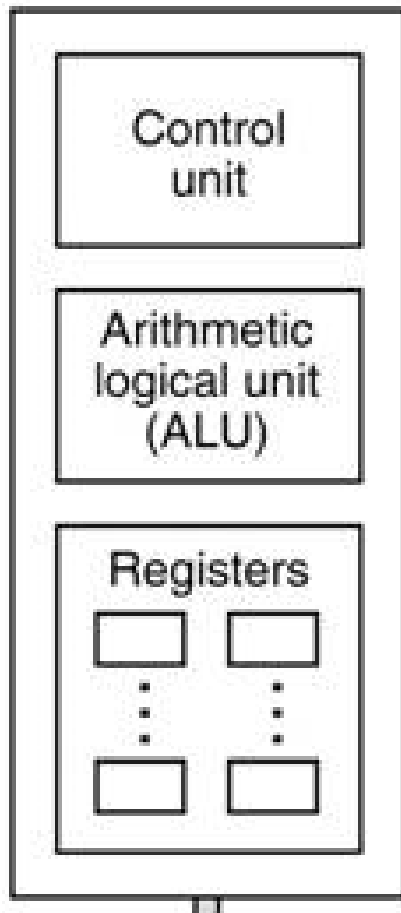 Control
unit
Arithmetic
logical unit
(ALU)
Registers